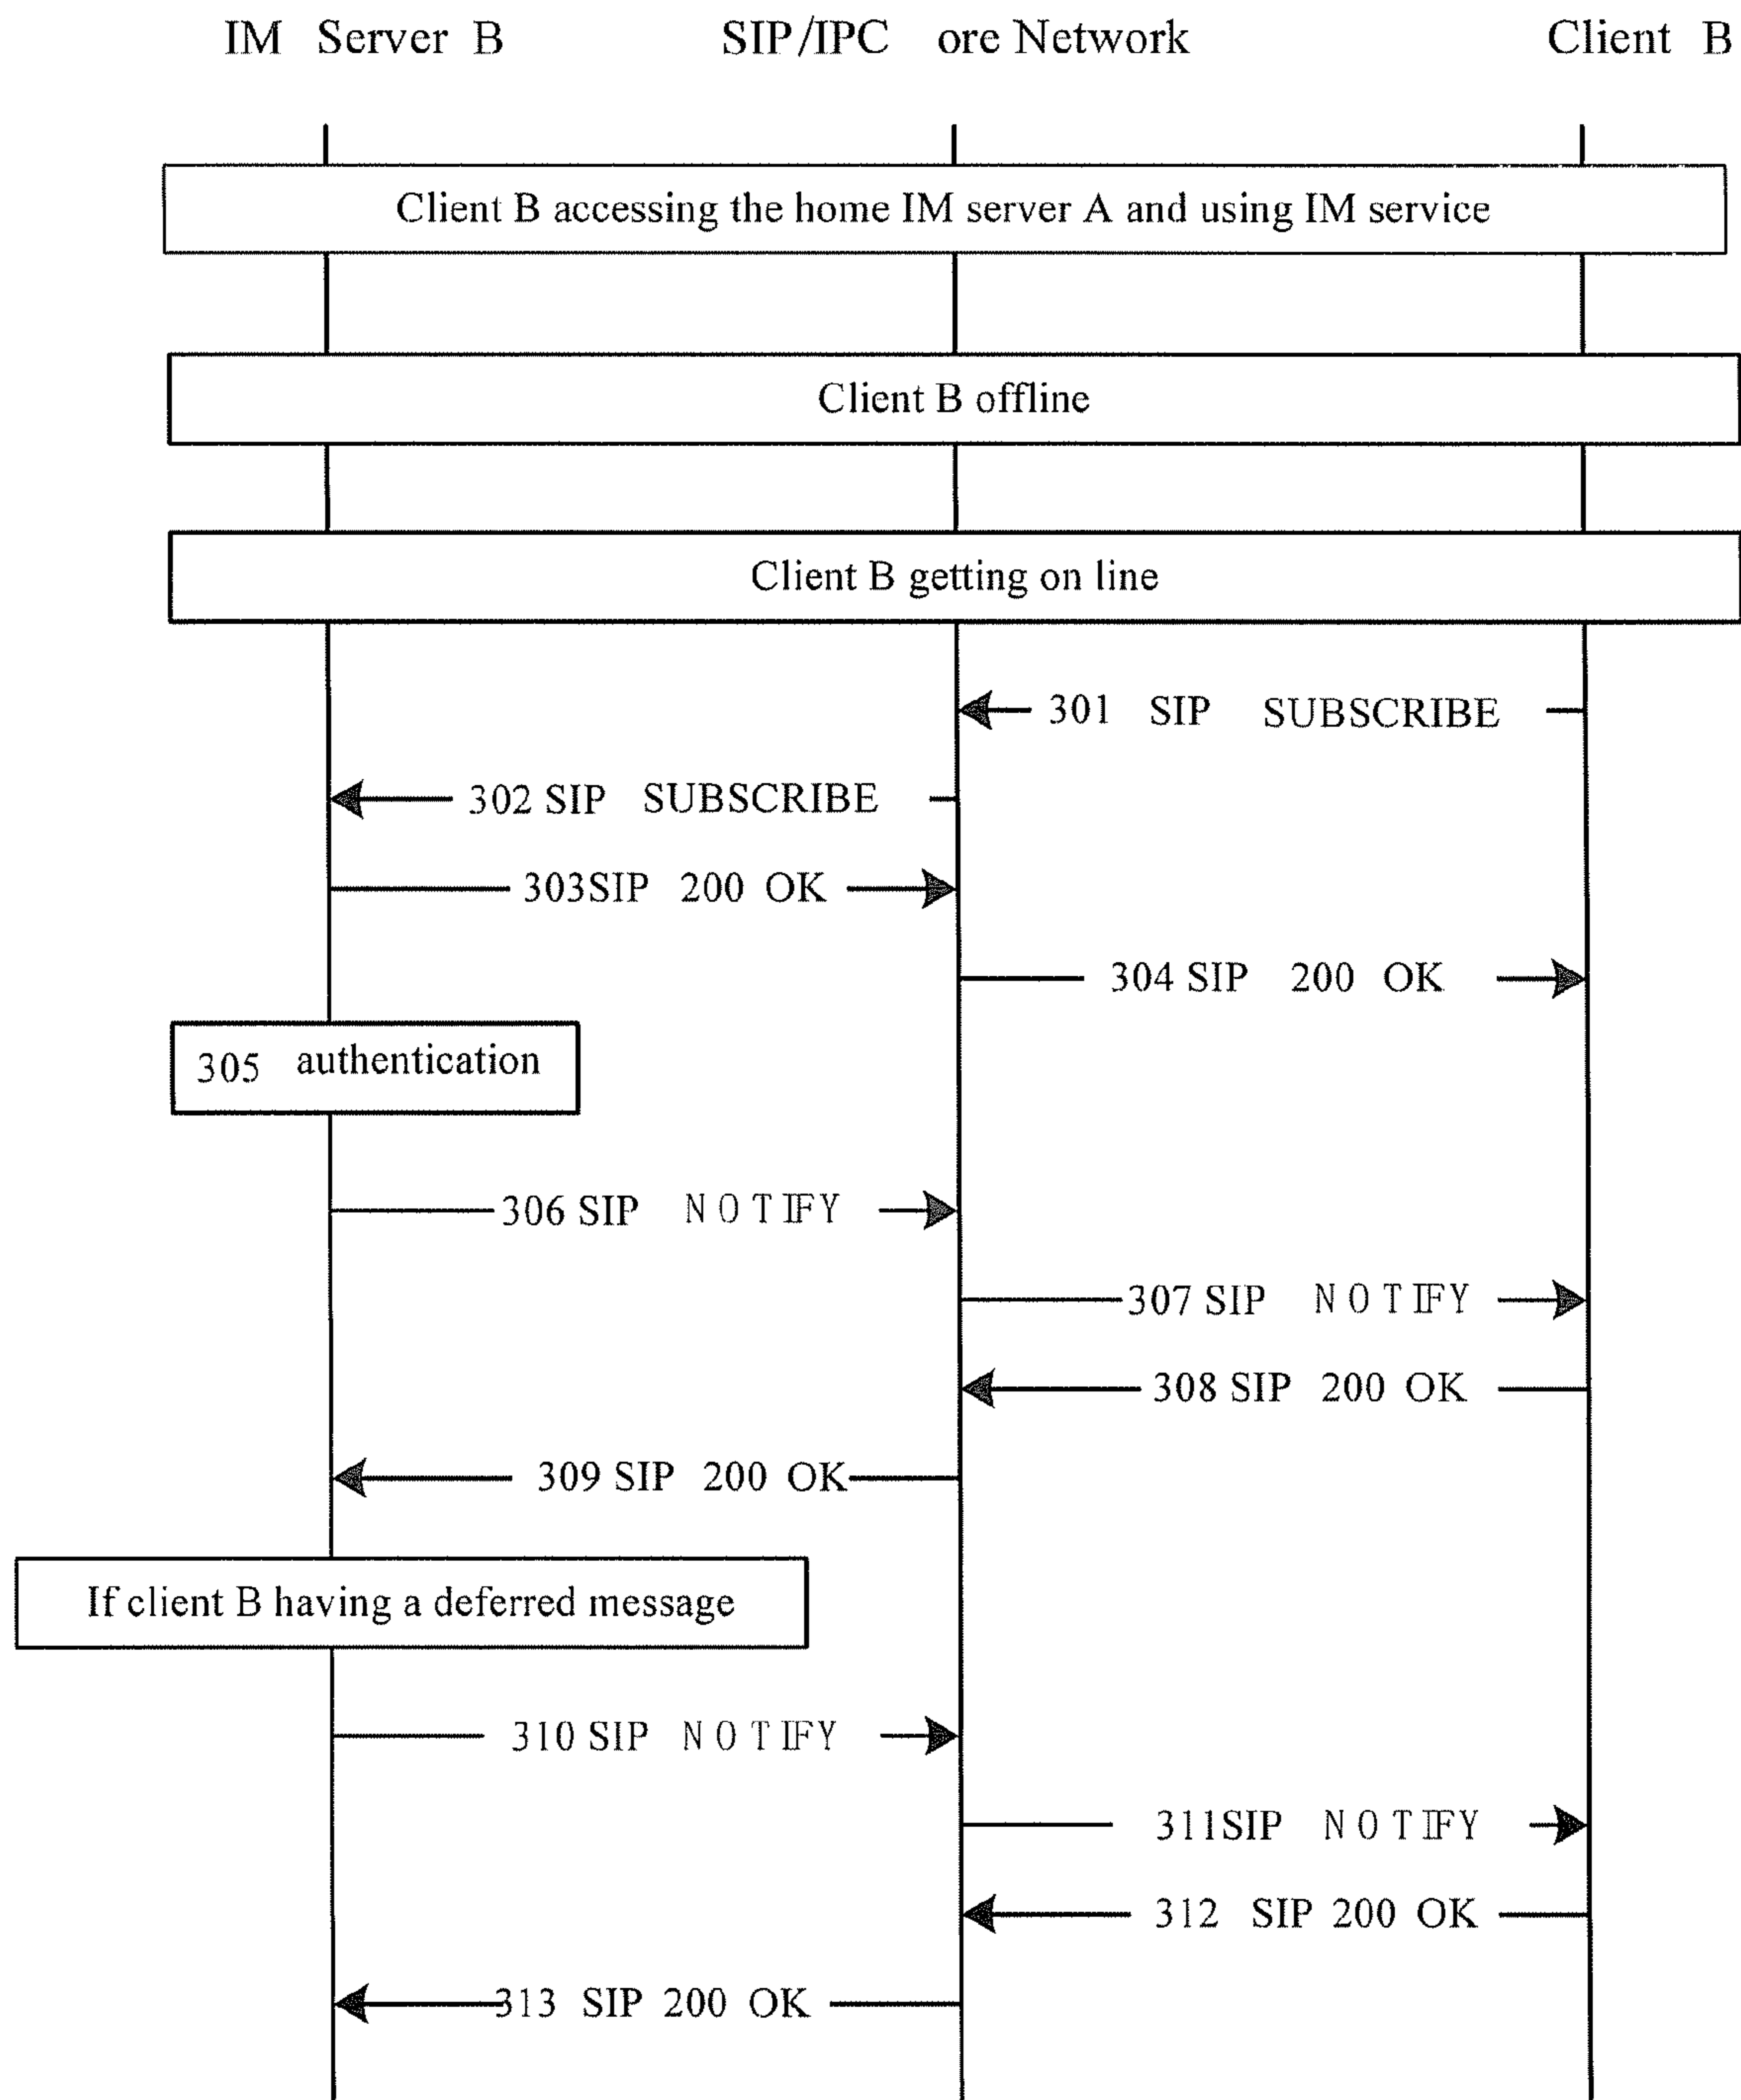 IM Server B SIP/IPC ore Network Client B
Client B accessing the home IM server A and using IM service
Client B offline
Client B getting on line
301 SIP SUBSCRIBE
302 SIP SUBSCRIBE
303SIP 200 OK
304 SIP 200 OK
305 authentication
306 SIP NOTIFY
307 SIP NOTIFY
308 SIP 200 OK
309 SIP 200 OK
If client B having a deferred message
310 SIP NOTIFY
311SIP NOTIFY
312 SIP 200 OK
313 SIP 200 OK